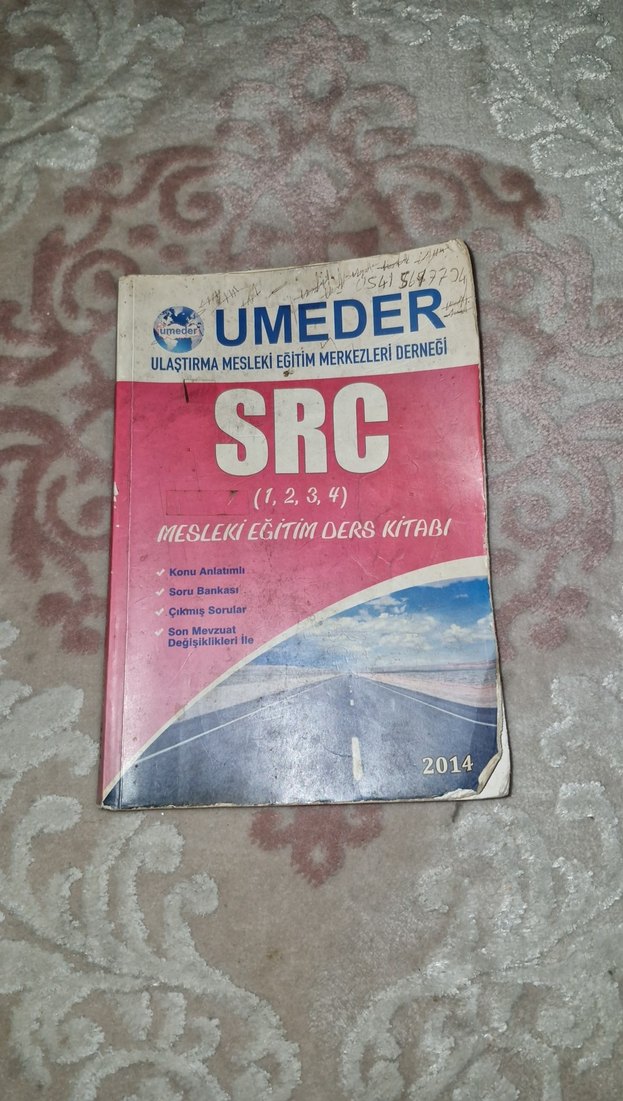 umeder
UMEDER
ULAŞTIRMA MESLEKİ EĞİTİM MERKEZLERİ DERNEĞİ
SRC
(1, 2, 3, 4)
MESLEKİ EĞİTİM DERS KİTABI
Konu Anlatımlı
Soru Bankası
Çıkmış Sorular
Son Mevzuat
Değişiklikleri İle
2014